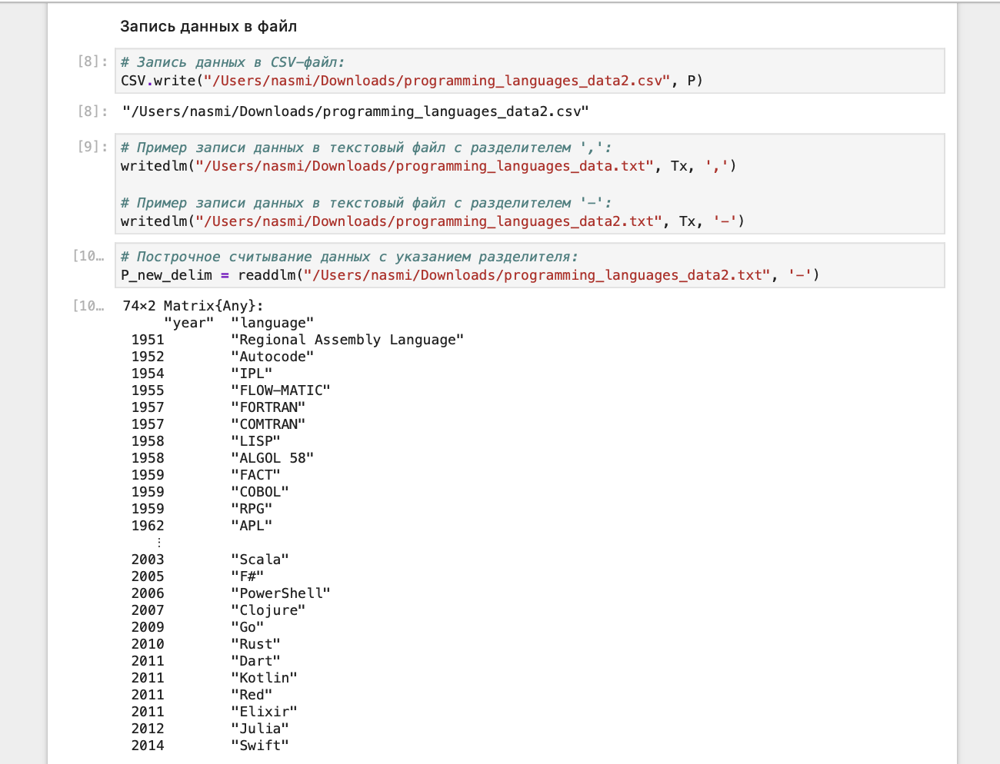 Запись данных в файл
[8]: # Запись данных в CSV-файл:
CSV.write("/Users/nasmi/Downloads/programming_languages_data2.csv", P)
[8]: "/Users/nasmi/Downloads/programming_languages_data2.csv"
[9]: # Пример записи данных в текстовый файл с разделителем ',':
writedlm("/Users/nasmi/Downloads/programming_languages_data.txt", Tx, ',')
# Пример записи данных в текстовый файл с разделителем '-':
writedlm("/Users/nasmi/Downloads/programming_languages_data2.txt", Tx, '-')
[10… # Построчное считывание данных с указанием разделителя:
P_new_delim = readdlm("/Users/nasmi/Downloads/programming_languages_data2.txt", '-')
[10… 74×2 Matrix{Any}:
"year" "language"
1951 "Regional Assembly Language"
1952 "Autocode"
1954 "IPL"
1955 "FLOW-MATIC"
1957 "FORTRAN"
1957 "COMTRAN"
1958 "LISP"
1958 "ALGOL 58"
1959 "FACT"
1959 "COBOL"
1959 "RPG"
1962 "APL"
⋮
2003 "Scala"
2005 "F#"
2006 "PowerShell"
2007 "Clojure"
2009 "Go"
2010 "Rust"
2011 "Dart"
2011 "Kotlin"
2011 "Red"
2011 "Elixir"
2012 "Julia"
2014 "Swift"